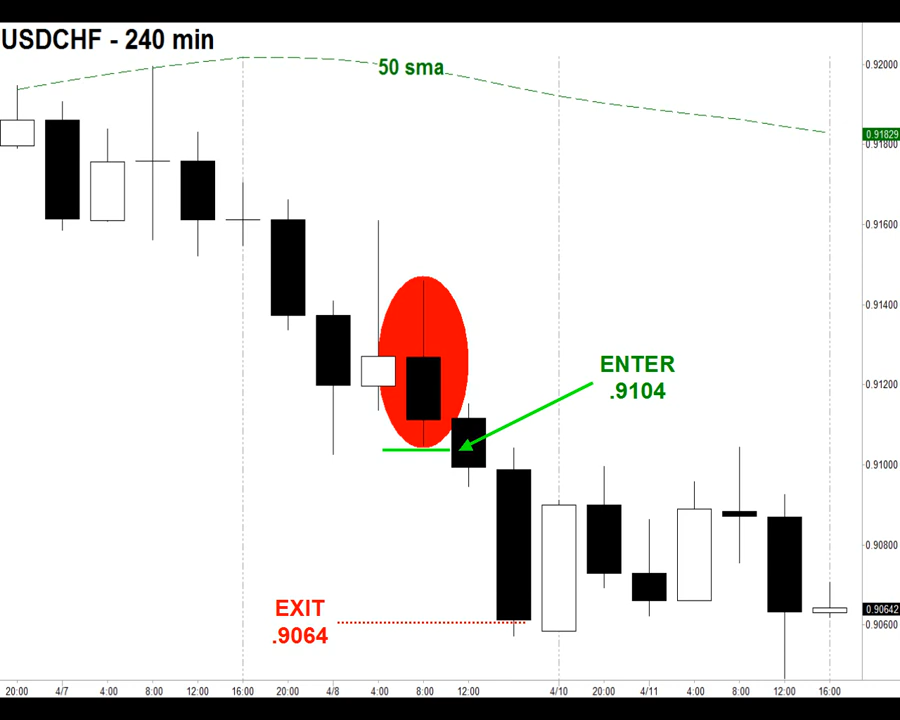 USDCHF - 240 min
50 sma
0.92000
0.91829
0.91800
0.91600
0.91400
0.91200
ENTER
.9104
0.91000
0.90800
EXIT
.9064
0.90642
0.90600
20:00 4/7 4:00 8:00 12:00 16:00 20:00 4/8 4:00 8:00 12:00 4/10 20:00 4/11 4:00 8:00 12:00 16:00